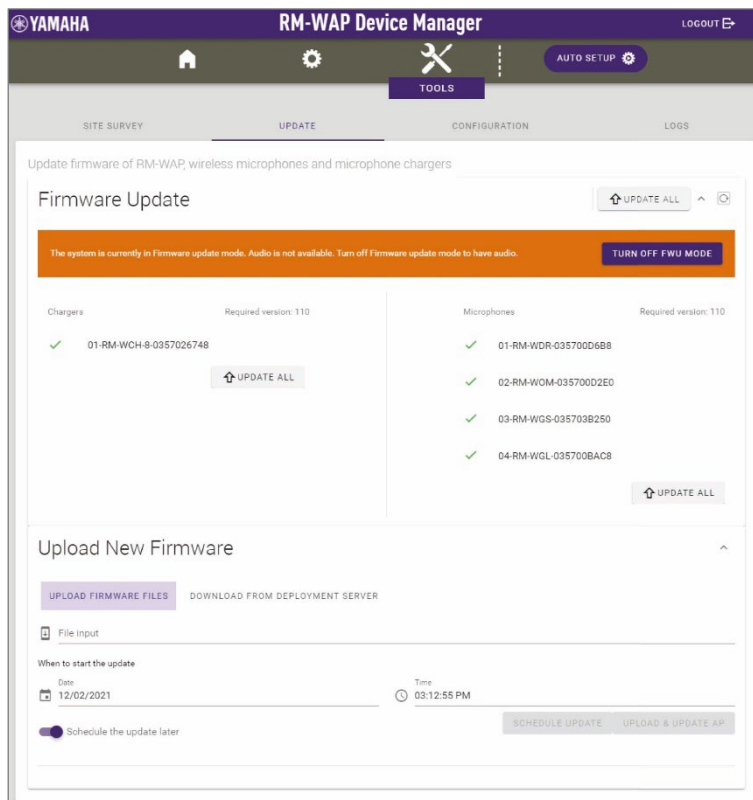 YAMAHA
RM-WAP Device Manager
LOGOUT
AUTO SETUP
TOOLS
SITE SURVEY UPDATE CONFIGURATION LOGS
Update firmware of RM-WAP, wireless microphones and microphone chargers
Firmware Update
UPDATE ALL
The system is currently in Firmware update mode. Audio is not available. Turn off Firmware update mode to have audio.
TURN OFF FWU MODE
Chargers Required version: 110
01-RM-WCH-8-0357026748
UPDATE ALL
Microphones Required version: 110
01-RM-WDR-035700D6B8
02-RM-WOM-035700D2E0
03-RM-WGS-035703B250
04-RM-WGL-035700BAC8
UPDATE ALL
Upload New Firmware
UPLOAD FIRMWARE FILES DOWNLOAD FROM DEPLOYMENT SERVER
File input
When to start the update
Date
12/02/2021
Time
03:12:55 PM
Schedule the update later
SCHEDULE UPDATE UPLOAD & UPDATE AP